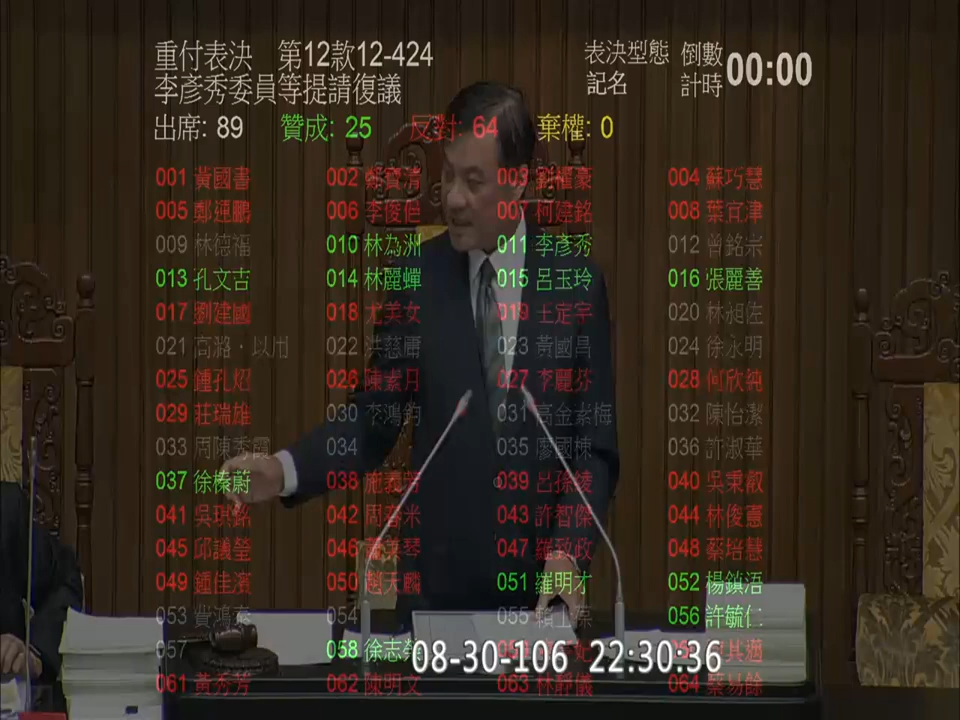 重付表決 第12款12-424
李彥秀委員等提請復議
表決型態 記名
倒數計時 00:00
出席: 89 贊成: 25 反對: 64 棄權: 0
001 黃國書 002 鄭寶清 003 劉櫂豪 004 蘇巧慧
005 鄭運鵬 006 李俊俋 007 柯建銘 008 葉宜津
009 林德福 010 林為洲 011 李彥秀 012 曾銘宗
013 孔文吉 014 林麗蟬 015 呂玉玲 016 張麗善
017 劉建國 018 尤美女 019 王定宇 020 林昶佐
021 高潞·以用 022 洪慈庸 023 黃國昌 024 徐永明
025 鍾孔炤 026 陳素月 027 李麗芬 028 何欣純
029 莊瑞雄 030 李鴻鈞 031 高金素梅 032 陳怡潔
033 周陳秀霞 034 035 廖國棟 036 許淑華
037 徐榛蔚 038 施義芳 039 呂孫綾 040 吳秉叡
041 吳琪銘 042 周春米 043 許智傑 044 林俊憲
045 邱議瑩 046 蕭美琴 047 羅致政 048 蔡培慧
049 鍾佳濱 050 趙天麟 051 羅明才 052 楊鎮浯
053 費鴻泰 054 055 賴士葆 056 許毓仁
057 058 徐志榮
08-30-106 22:30:36
061 黃秀芳 062 陳明文 063 林靜儀 064 蔡易餘